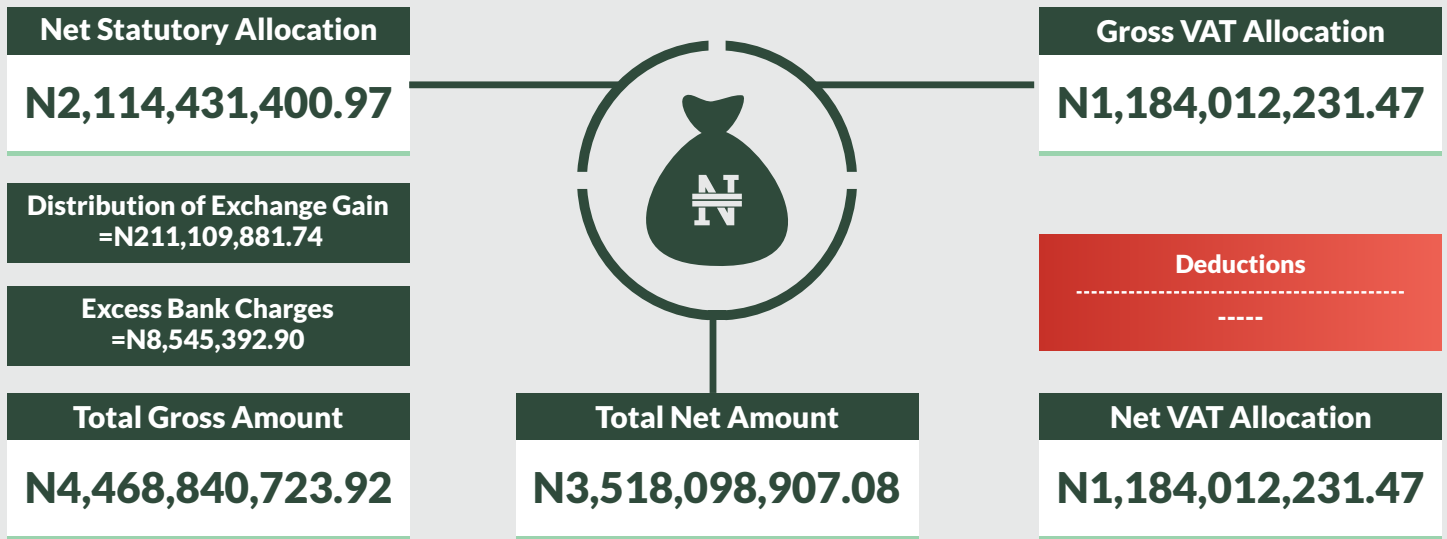 Net Statutory Allocation
N2,114,431,400.97
Gross VAT Allocation
N1,184,012,231.47
₦
Distribution of Exchange Gain
=N211,109,881.74
Excess Bank Charges
=N8,545,392.90
Deductions
--------------------------------------------
-----
Total Gross Amount
N4,468,840,723.92
Total Net Amount
N3,518,098,907.08
Net VAT Allocation
N1,184,012,231.47